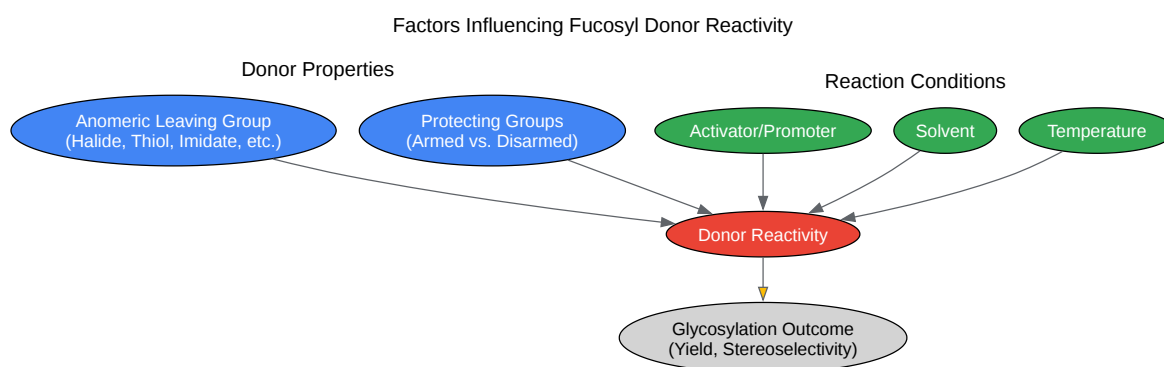 Factors Influencing Fucosyl Donor Reactivity
Donor Properties
Reaction Conditions
Anomeric Leaving Group
(Halide, Thiol, Imidate, etc.)
Protecting Groups
(Armed vs. Disarmed)
Activator/Promoter
Solvent
Temperature
Donor Reactivity
Glycosylation Outcome
(Yield, Stereoselectivity)